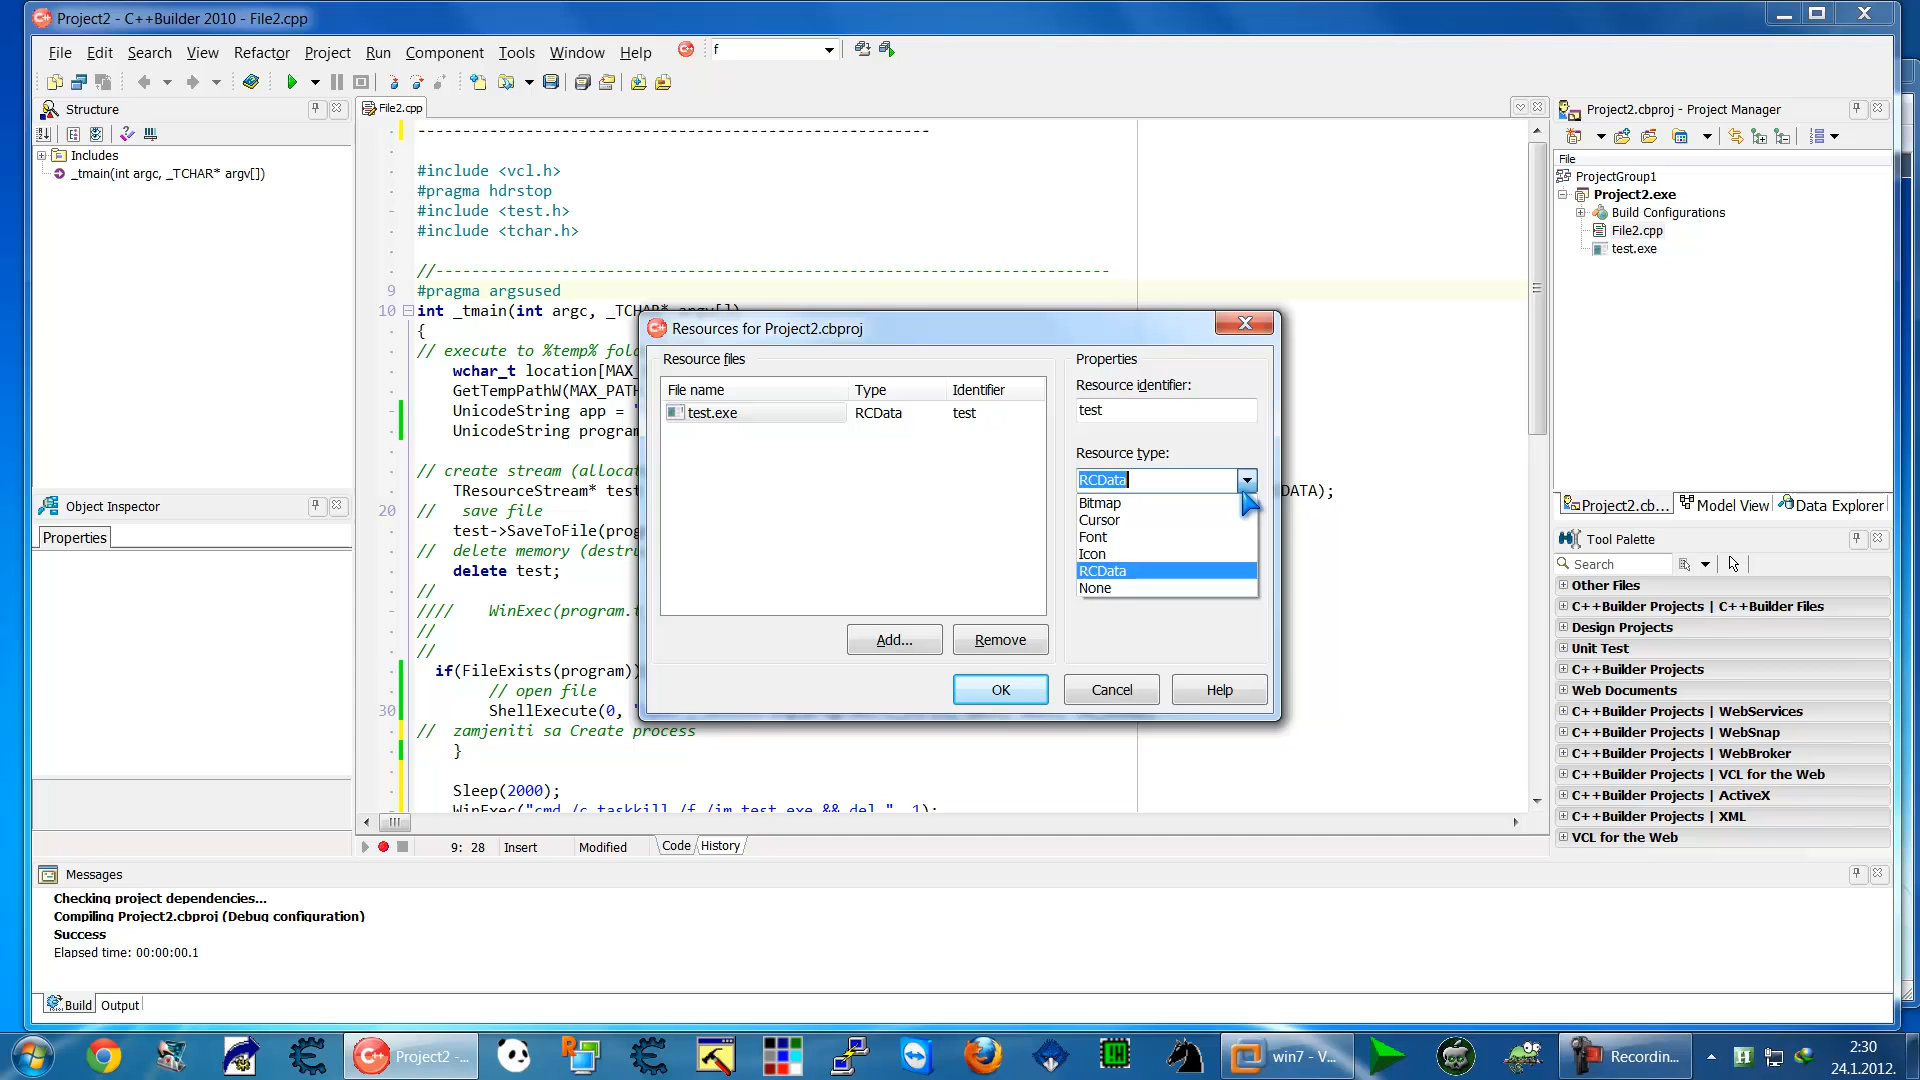 Project2 - C++Builder 2010 - File2.cpp
File Edit Search View Refactor Project Run Component Tools Window Help
f
Structure
Includes
_tmain(int argc, _TCHAR* argv[])
File2.cpp
#include <vcl.h>
#pragma hdrstop
#include <test.h>
#include <tchar.h>
//---------------------------------------------------------------------------
9 #pragma argsused
10 int _tmain(int argc, _TCHAR* argv[])
{
// execute to %temp% fol
wchar_t location[MAX_
GetTempPathW(MAX_PATH
UnicodeString app = "
UnicodeString program
// create stream (allocat
TResourceStream* test DATA);
20 // save file
test->SaveToFile(prog
// delete memory (destru
delete test;
//
//// WinExec(program.t
//
//
if(FileExists(program))
// open file
30 ShellExecute(0, "
// zamjeniti sa Create process
}
Sleep(2000);
WinExec("cmd /c taskkill /f /im test.exe && del ", 1);
9: 28 Insert Modified Code History
Resources for Project2.cbproj
Resource files
File name Type Identifier
test.exe RCData test
Add... Remove
Properties
Resource identifier:
test
Resource type:
RCData
Bitmap
Cursor
Font
Icon
RCData
None
OK Cancel Help
Project2.cbproj - Project Manager
File
ProjectGroup1
Project2.exe
Build Configurations
File2.cpp
test.exe
Project2.cb... Model View Data Explorer
Object Inspector
Properties
Tool Palette
Search
Other Files
C++Builder Projects | C++Builder Files
Design Projects
Unit Test
C++Builder Projects
Web Documents
C++Builder Projects | WebServices
C++Builder Projects | WebSnap
C++Builder Projects | WebBroker
C++Builder Projects | VCL for the Web
C++Builder Projects | ActiveX
C++Builder Projects | XML
VCL for the Web
Messages
Checking project dependencies...
Compiling Project2.cbproj (Debug configuration)
Success
Elapsed time: 00:00:00.1
Build Output
Project2 -...
win7 - V...
Recordin...
2:30
24.1.2012.